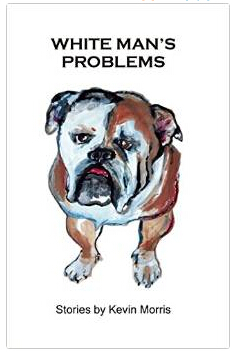 WHITE MAN'S
PROBLEMS
Stories by Kevin Morris